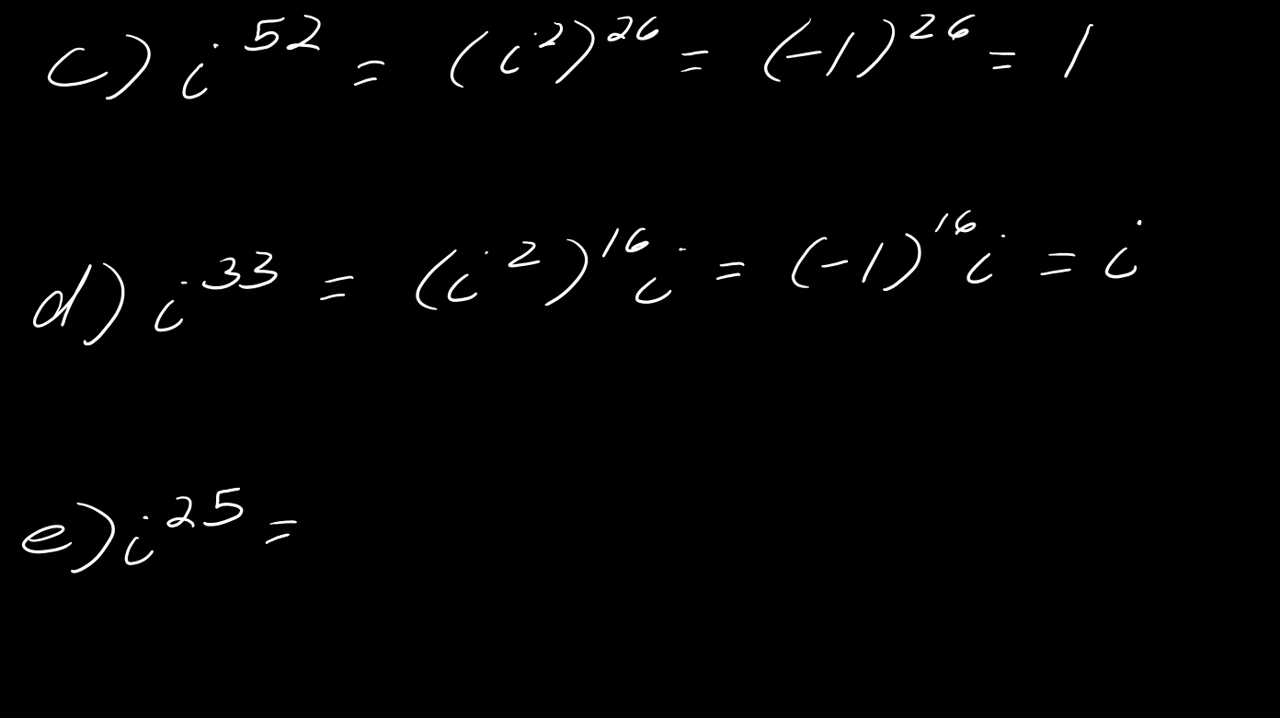 c) i^52 = (i^2)^26 = (-1)^26 = 1
d) i^33 = (i^2)^16 i = (-1)^16 i = i
e) i^25 =